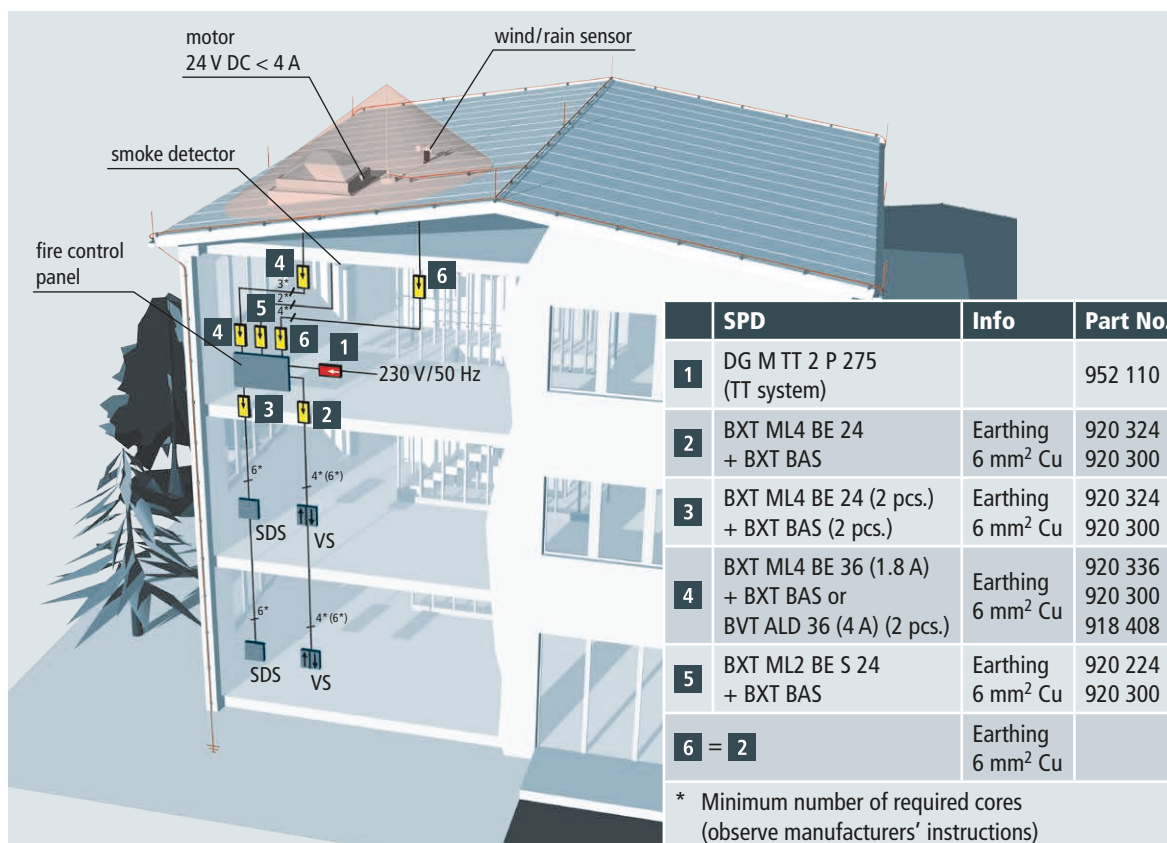 motor
24 V DC < 4 A
wind/rain sensor
smoke detector
fire control
panel
4
3*
2*
4*
6
5
4
6
1
230 V/50 Hz
3
2
6*
4* (6*)
SDS
VS
6*
4* (6*)
SDS
VS
SPD Info Part No.
1 DG M TT 2 P 275
(TT system) 952 110
2 BXT ML4 BE 24 Earthing 920 324
+ BXT BAS 6 mm² Cu 920 300
3 BXT ML4 BE 24 (2 pcs.) Earthing 920 324
+ BXT BAS (2 pcs.) 6 mm² Cu 920 300
4 BXT ML4 BE 36 (1.8 A) Earthing 920 336
+ BXT BAS or 6 mm² Cu 920 300
BVT ALD 36 (4 A) (2 pcs.) 918 408
5 BXT ML2 BE S 24 Earthing 920 224
+ BXT BAS 6 mm² Cu 920 300
6 = 2 Earthing
6 mm² Cu
* Minimum number of required cores
(observe manufacturers’ instructions)